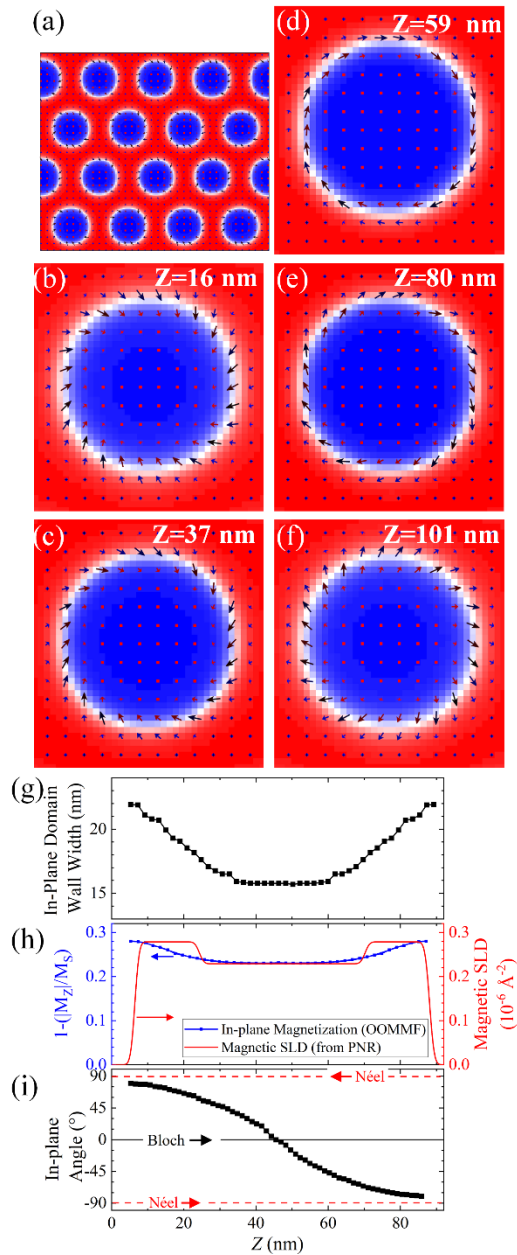 (a)
(d) Z=59 nm
(b) Z=16 nm
(e) Z=80 nm
(c) Z=37 nm
(f) Z=101 nm
(g)
In-Plane Domain
Wall Width (nm)
20
15
(h)
1-(|M_Z|/M_S)
0.3
0.2
0.1
0.0
In-plane Magnetization (OOMMF)
Magnetic SLD (from PNR)
0.3
0.2
0.1
0.0
Magnetic SLD
(10⁻⁶ Å⁻²)
(i)
In-plane
Angle (°)
90
45
0
-45
-90
Néel
Bloch
Néel
0 20 40 60 80
Z (nm)